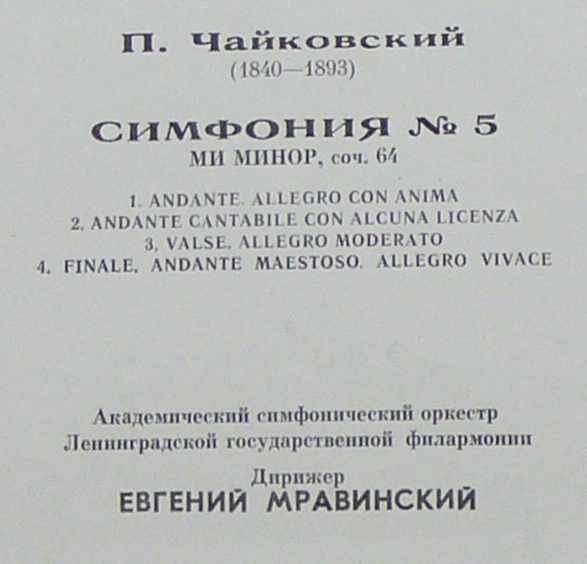 П. Чайковский
(1840—1893)
СИМФОНИЯ № 5
МИ МИНОР, соч. 64
1. ANDANTE. ALLEGRO CON ANIMA
2. ANDANTE CANTABILE CON ALCUNA LICENZA
3. VALSE. ALLEGRO MODERATO
4. FINALE. ANDANTE MAESTOSO. ALLEGRO VIVACE
Академический симфонический оркестр
Ленинградской государственной филармонии
Дирижер
ЕВГЕНИЙ МРАВИНСКИЙ